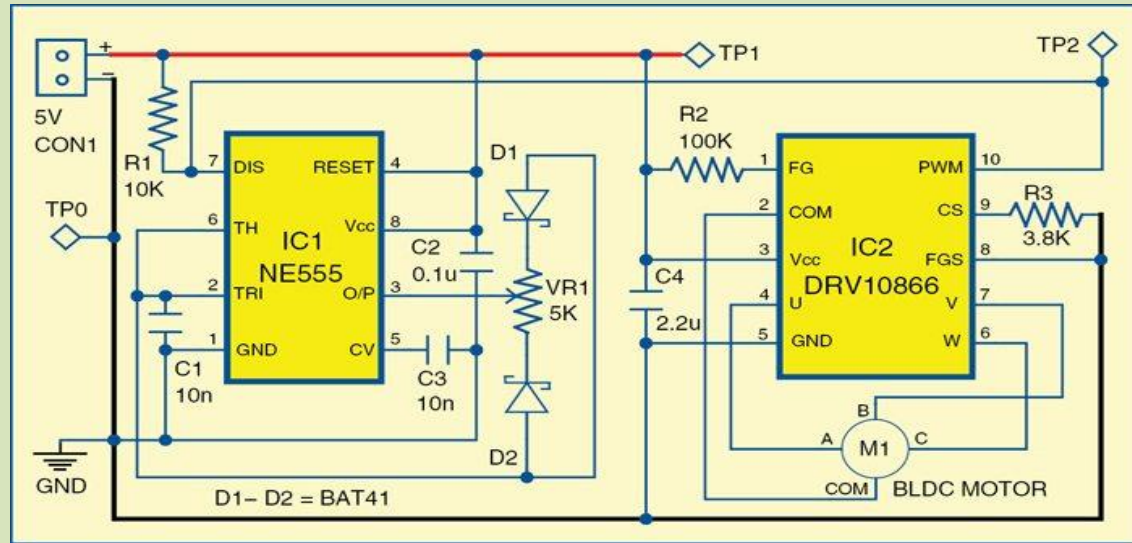 +
−
5V
CON1
TP0
GND
R1
10K
7
DIS
6
TH
2
TRI
1
GND
C1
10n
IC1
NE555
RESET
4
Vcc
8
O/P
3
CV
5
C2
0.1u
C3
10n
D1
VR1
5K
D2
D1– D2 = BAT41
TP1
TP2
R2
100K
C4
2.2u
1
FG
2
COM
3
Vcc
4
U
5
GND
IC2
DRV10866
PWM
10
CS
9
FGS
8
V
7
W
6
R3
3.8K
B
A
M1
C
COM
BLDC MOTOR